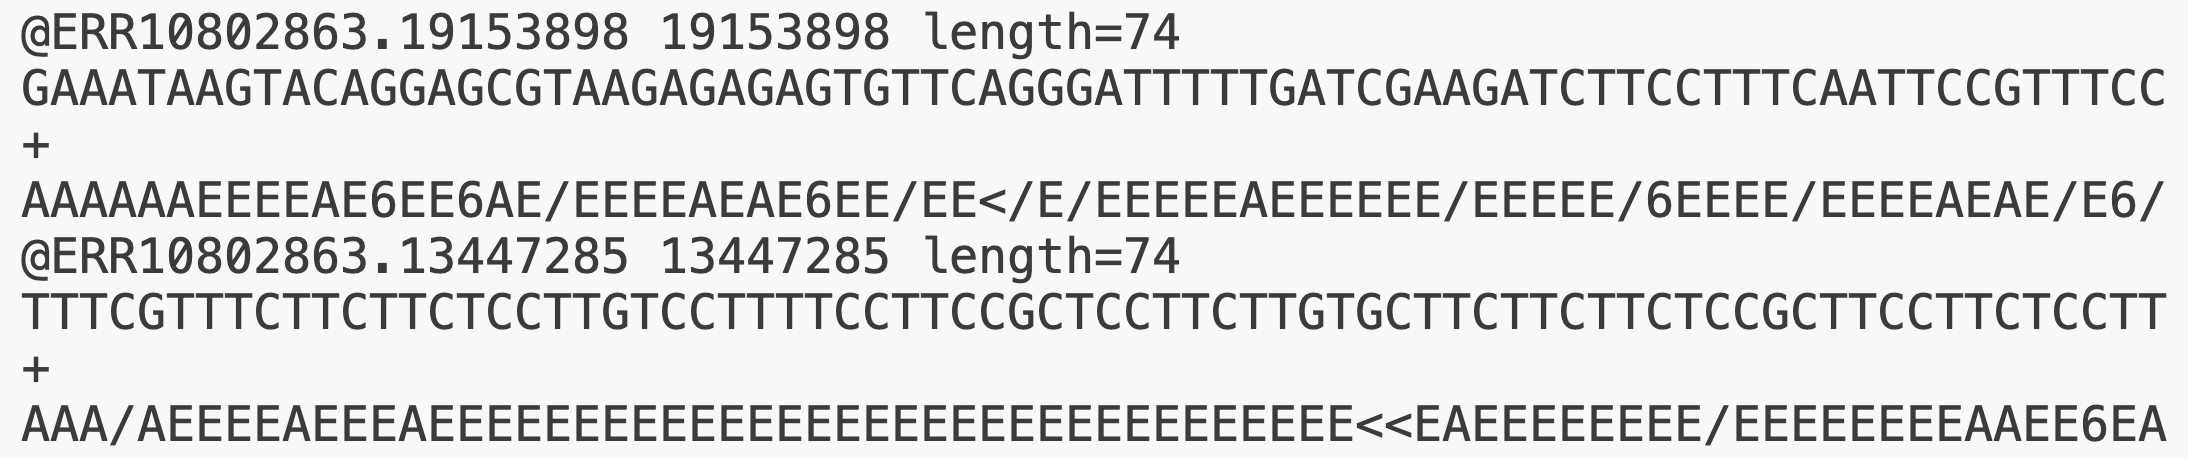 @ERR10802863.19153898 19153898 length=74
GAAATAAGTACAGGAGCGTAAGAGAGAGTGTTCAGGGATTTTTGATCGAAGATCTTCCTTTCAATTCCGTTTCC
+
AAAAAAEEEEAE6EE6AE/EEEEAEAE6EE/EE</E/EEEEEAEEEEEE/EEEEE/6EEEE/EEEEAEAE/E6/
@ERR10802863.13447285 13447285 length=74
TTTCGTTTCTTCTTCTCCTTGTCCTTTTCCTTCCGCTCCTTCTTGTGCTTCTTCTTCTCCGCTTCCTTCTCCTT
+
AAA/AEEEEAEEEAEEEEEEEEEEEEEEEEEEEEEEEEEEEEEEEE<<EAEEEEEEEE/EEEEEEEEAAEE6EA